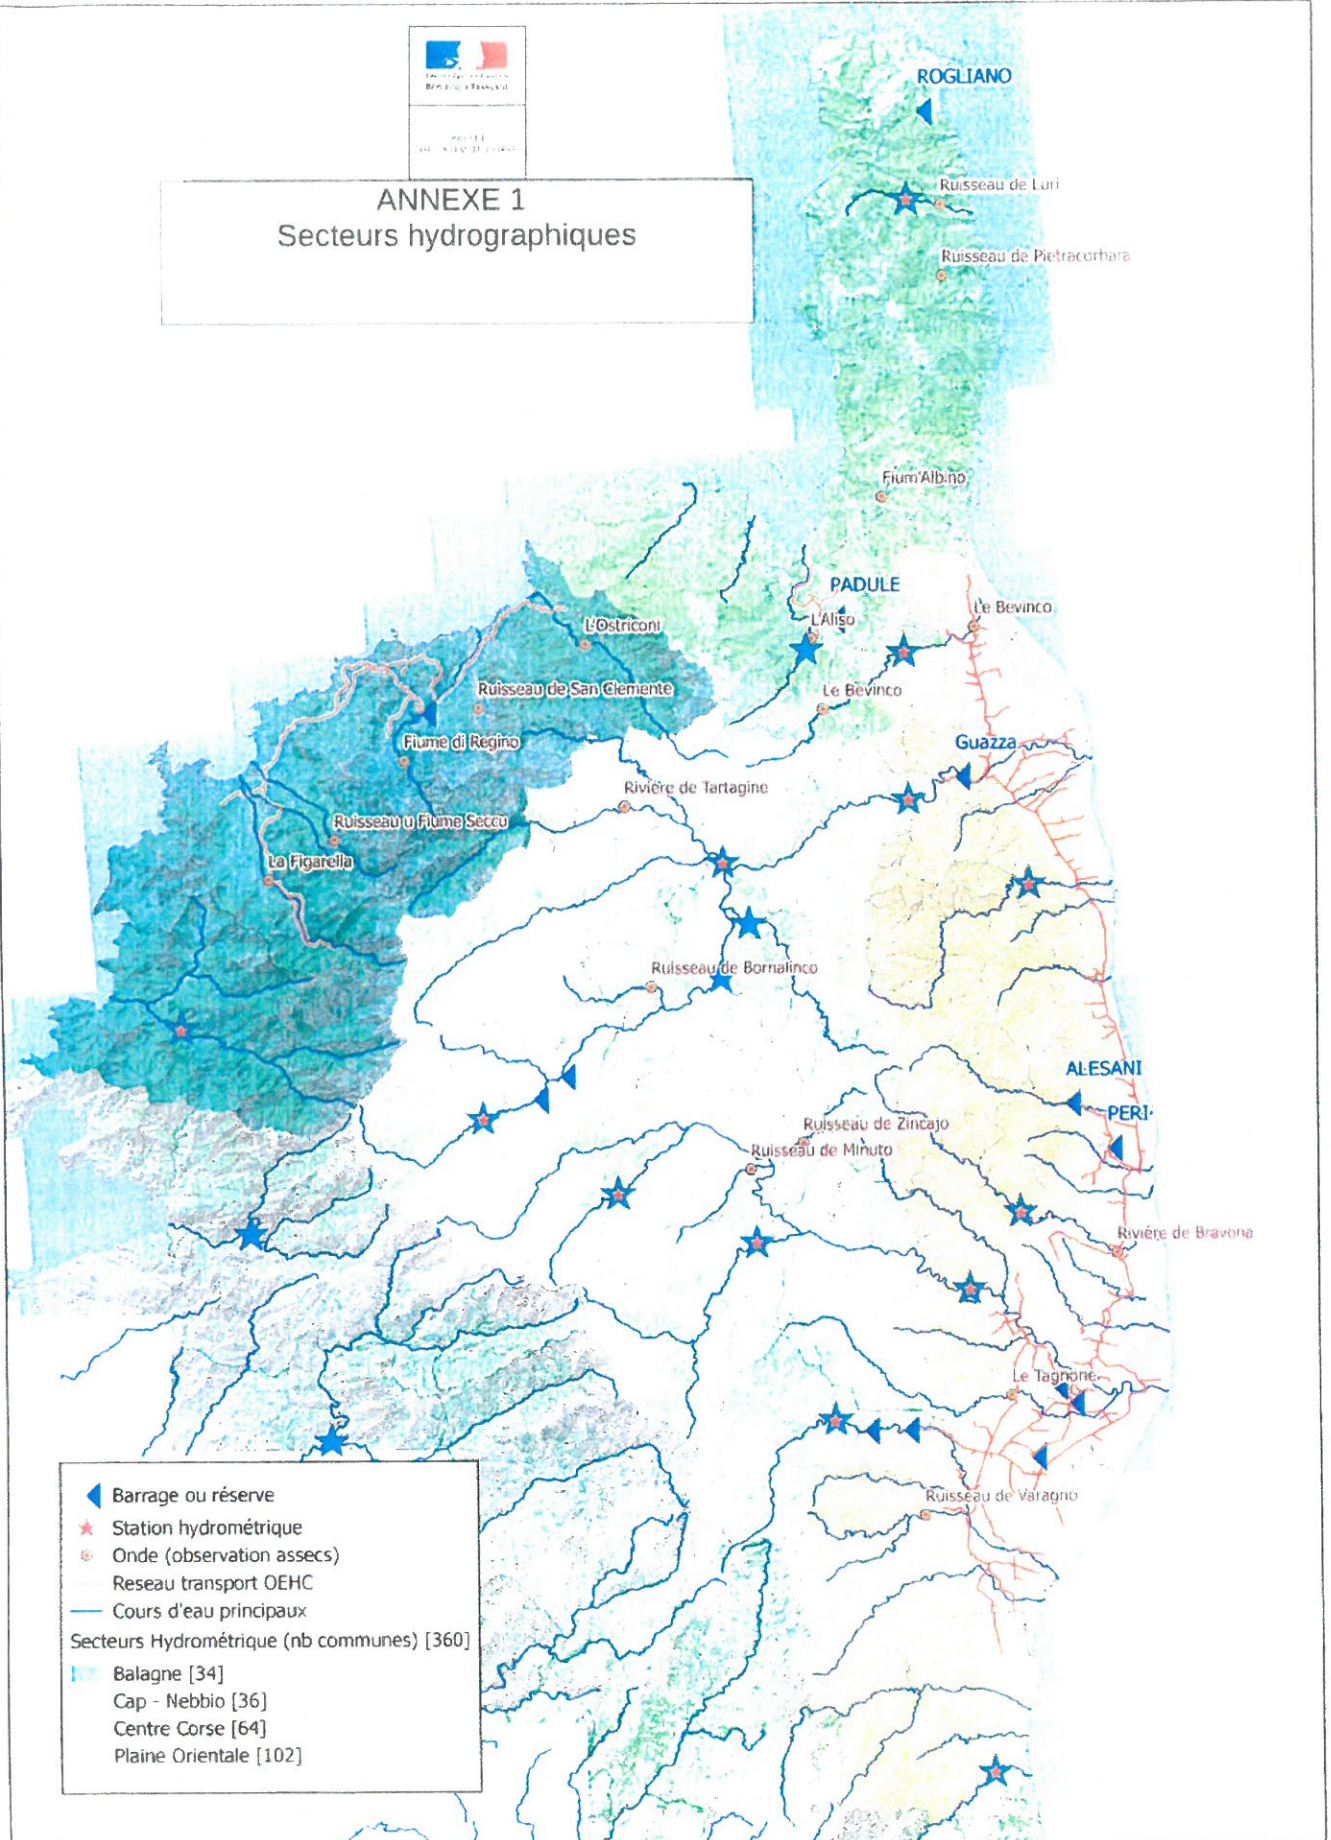 RÉPUBLIQUE FRANÇAISE
ANNEXE 1
Secteurs hydrographiques
ROGLIANO
Ruisseau de Luri
Ruisseau de Pietracorbara
Fium'Albino
PADULE
Le Bevinco
L'Aliso
L'Ostriconi
Ruisseau de San Clemente
Le Bevinco
Fiume di Regino
Guazza
Rivière de Tartagine
Ruisseau u Fiume Seccu
La Figarella
Ruisseau de Bornalinco
ALESANI
PERI
Ruisseau de Zincajo
Ruisseau de Minuto
Rivière de Bravona
Le Tagnone
Ruisseau de Varagno
Barrage ou réserve
Station hydrométrique
Onde (observation assecs)
Reseau transport OEHC
Cours d'eau principaux
Secteurs Hydrométrique (nb communes) [360]
Balagne [34]
Cap - Nebbio [36]
Centre Corse [64]
Plaine Orientale [102]